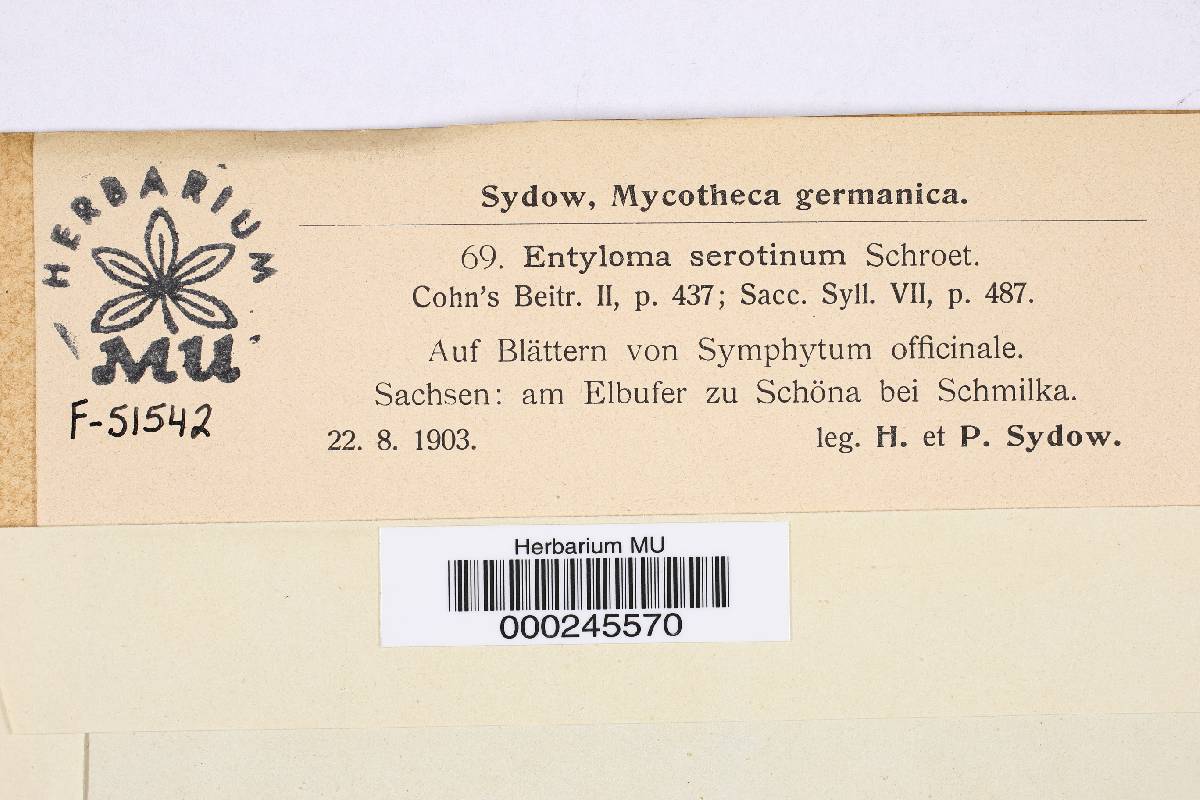 Sydow, Mycotheca germanica.
HERBARIUM
MU
F-51542
69. Entyloma serotinum Schroet.
Cohn's Beitr. II, p. 437; Sacc. Syll. VII, p. 487.
Auf Blättern von Symphytum officinale.
Sachsen: am Elbufer zu Schöna bei Schmilka.
22. 8. 1903. leg. H. et P. Sydow.
Herbarium MU
000245570